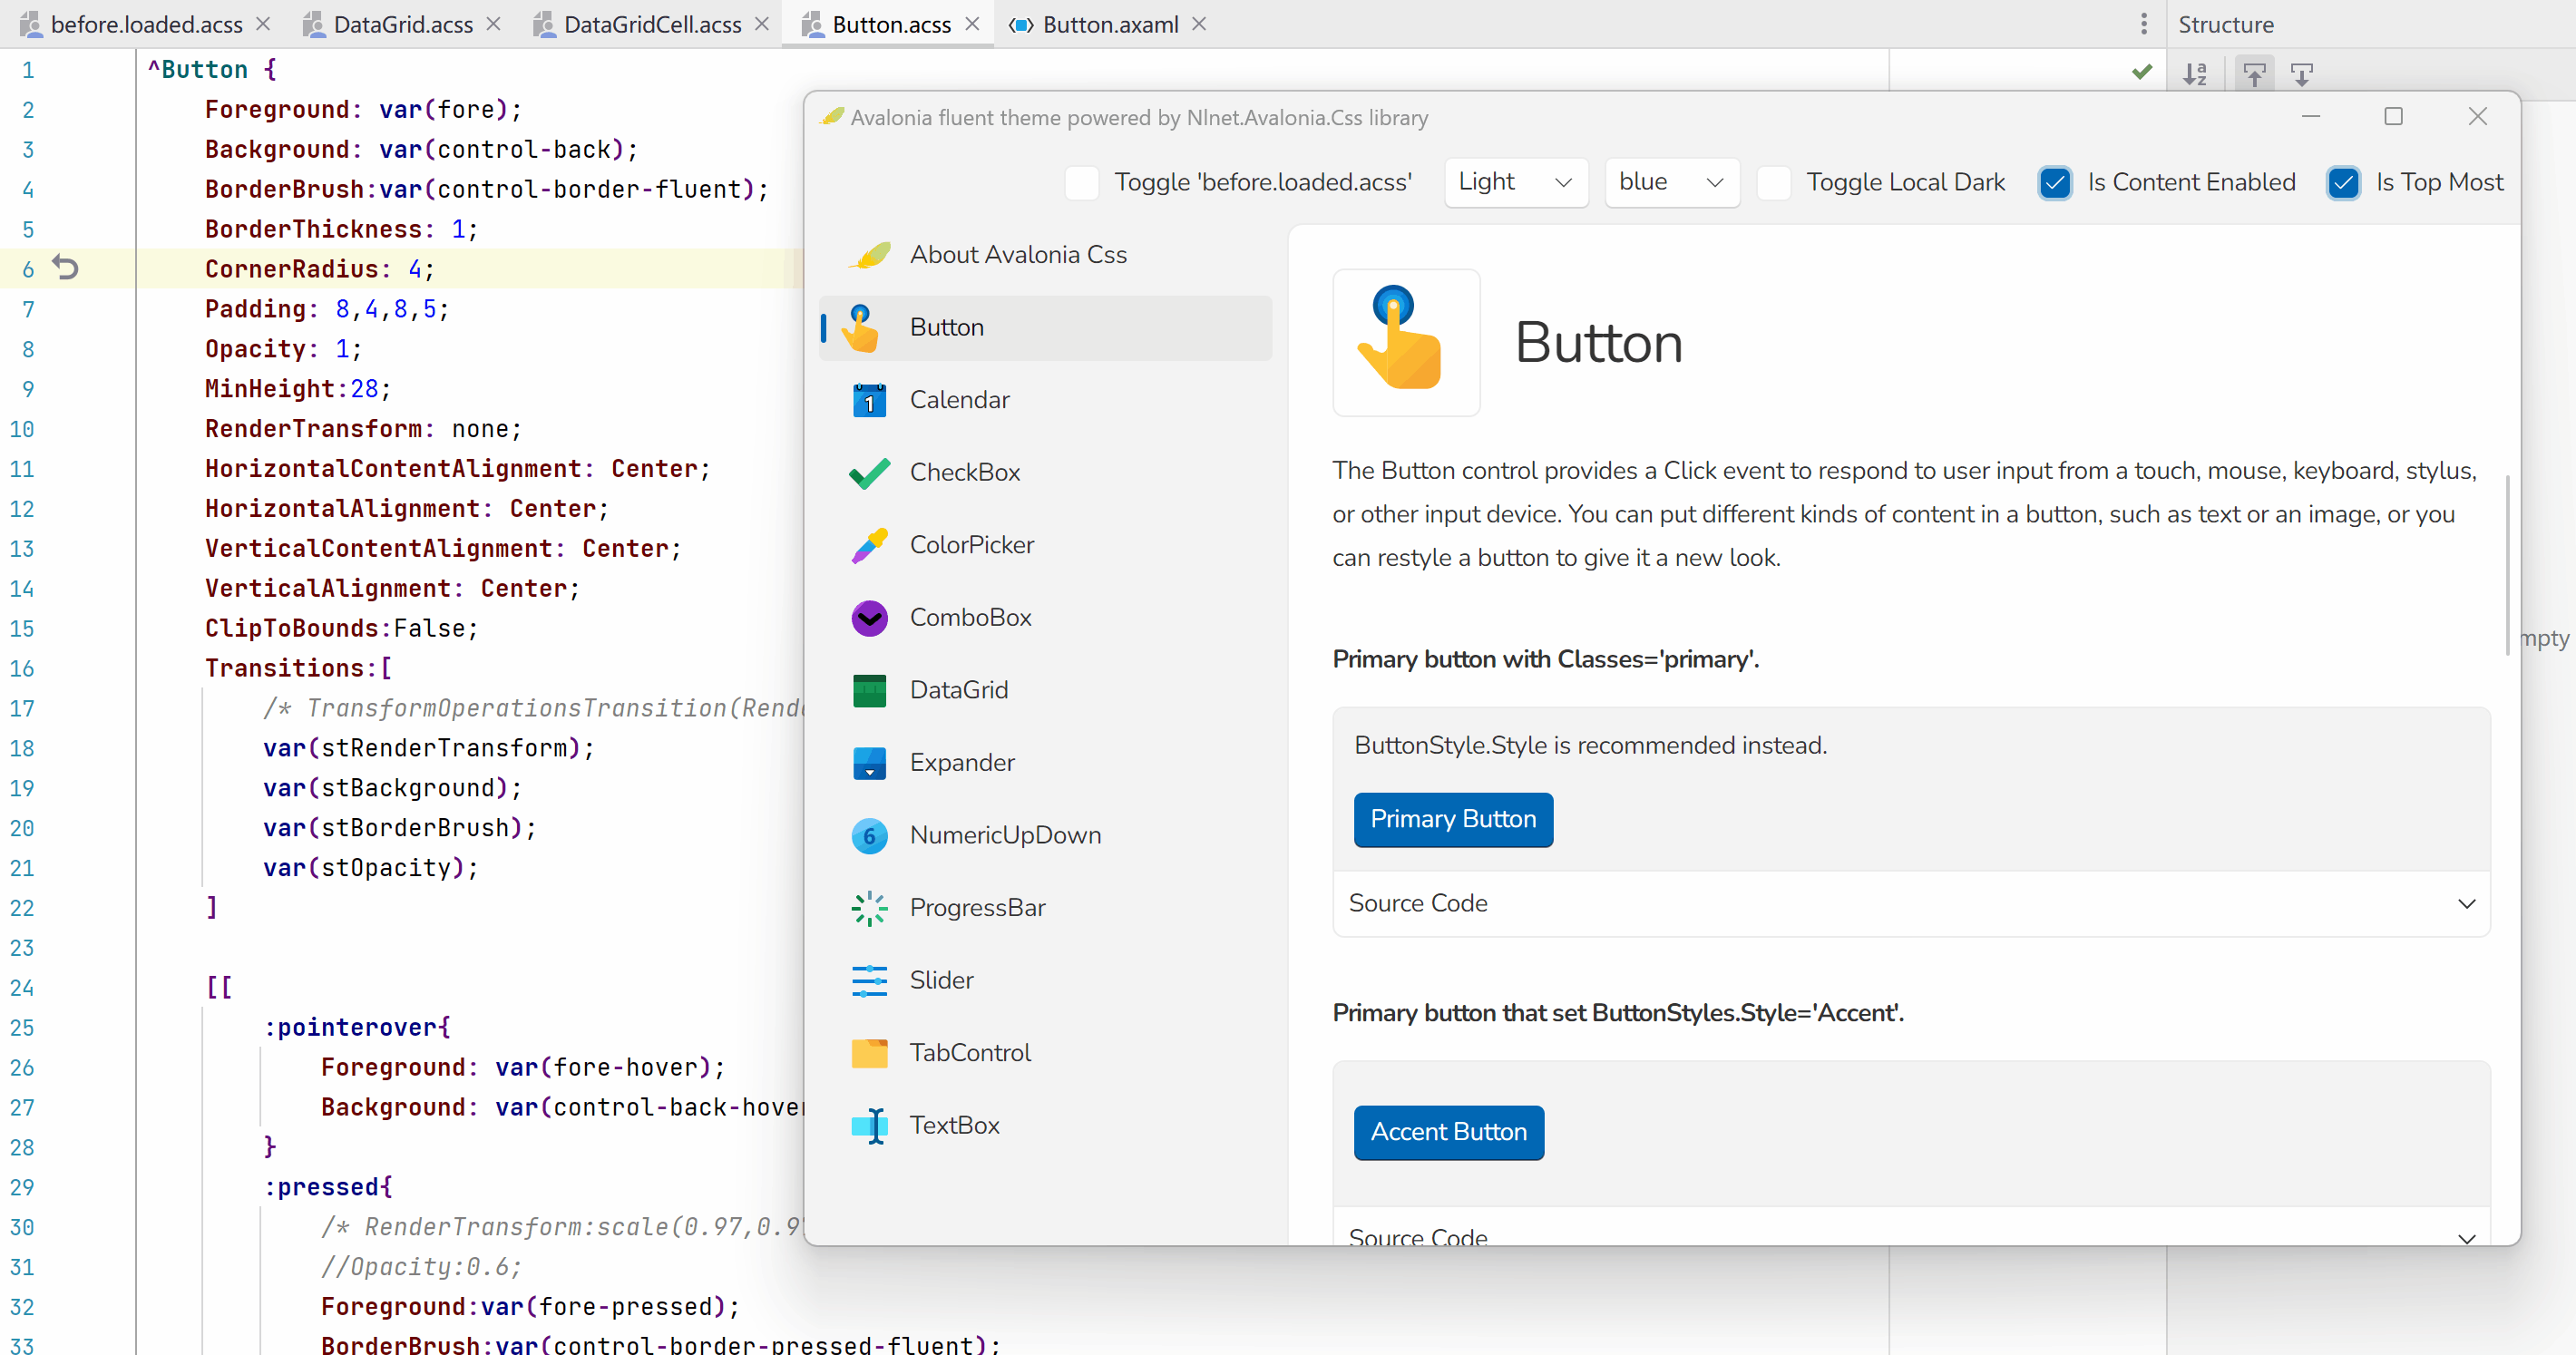 before.loaded.acss
DataGrid.acss
DataGridCell.acss
Button.acss
Button.axaml
Structure
1 ^Button {
2 Foreground: var(fore);
3 Background: var(control-back);
4 BorderBrush:var(control-border-fluent);
5 BorderThickness: 1;
6 CornerRadius: 4;
7 Padding: 8,4,8,5;
8 Opacity: 1;
9 MinHeight:28;
10 RenderTransform: none;
11 HorizontalContentAlignment: Center;
12 HorizontalAlignment: Center;
13 VerticalContentAlignment: Center;
14 VerticalAlignment: Center;
15 ClipToBounds:False;
16 Transitions:[
17 /* TransformOperationsTransition(Rend
18 var(stRenderTransform);
19 var(stBackground);
20 var(stBorderBrush);
21 var(stOpacity);
22 ]
23
24 [[
25 :pointerover{
26 Foreground: var(fore-hover);
27 Background: var(control-back-hover
28 }
29 :pressed{
30 /* RenderTransform:scale(0.97,0.9
31 //Opacity:0.6;
32 Foreground:var(fore-pressed);
33 BorderBrush:var(control-border-pressed-fluent);
Avalonia fluent theme powered by NInet.Avalonia.Css library
Toggle 'before.loaded.acss'
Light
blue
Toggle Local Dark
Is Content Enabled
Is Top Most
About Avalonia Css
Button
1
Calendar
CheckBox
ColorPicker
ComboBox
DataGrid
Expander
6
NumericUpDown
ProgressBar
Slider
TabControl
TextBox
Button
The Button control provides a Click event to respond to user input from a touch, mouse, keyboard, stylus,
or other input device. You can put different kinds of content in a button, such as text or an image, or you
can restyle a button to give it a new look.
Primary button with Classes='primary'.
ButtonStyle.Style is recommended instead.
Primary Button
Source Code
Primary button that set ButtonStyles.Style='Accent'.
Accent Button
Source Code
mpty